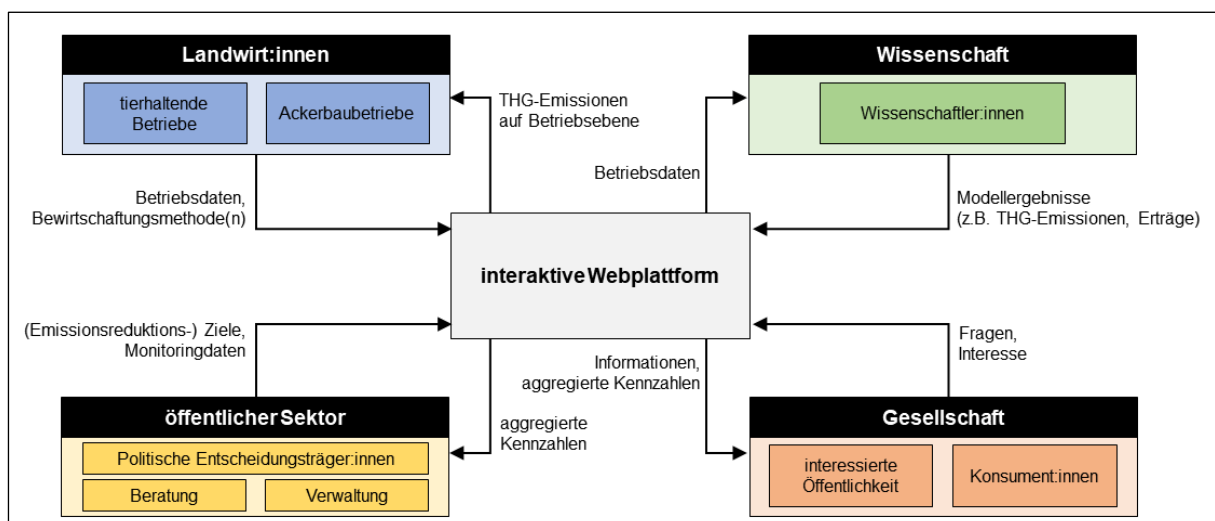 Landwirt:innen
tierhaltende
Betriebe
Ackerbaubetriebe
THG-Emissionen
auf Betriebsebene
Wissenschaft
Wissenschaftler:innen
Betriebsdaten
Betriebsdaten,
Bewirtschaftungsmethode(n)
Modellergebnisse
(z.B. THG-Emissionen, Erträge)
interaktive Webplattform
(Emissionsreduktions-) Ziele,
Monitoringdaten
Fragen,
Interesse
Informationen,
aggregierte Kennzahlen
aggregierte
Kennzahlen
öffentlicher Sektor
Politische Entscheidungsträger:innen
Beratung
Verwaltung
Gesellschaft
interessierte
Öffentlichkeit
Konsument:innen